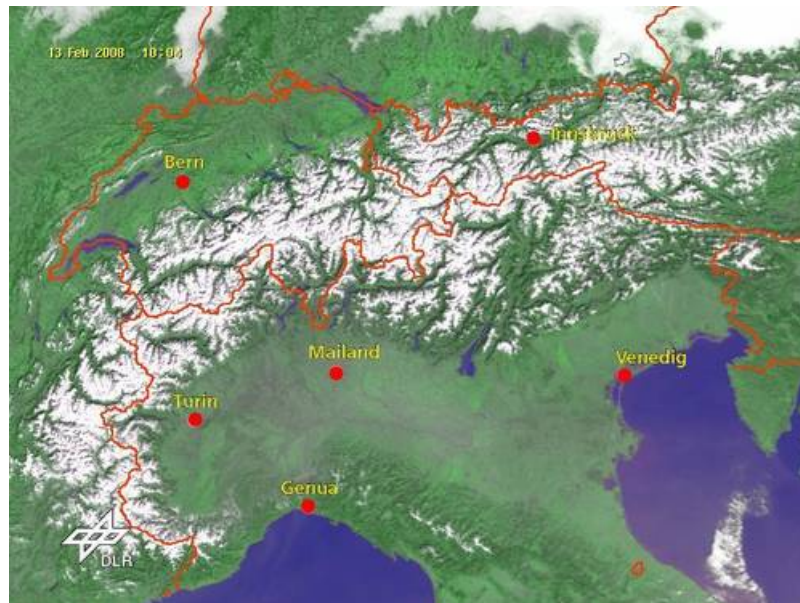 13 Feb 2008 10:04
Innsbruck
Bern
Mailand
Venedig
Turin
Genua
DLR